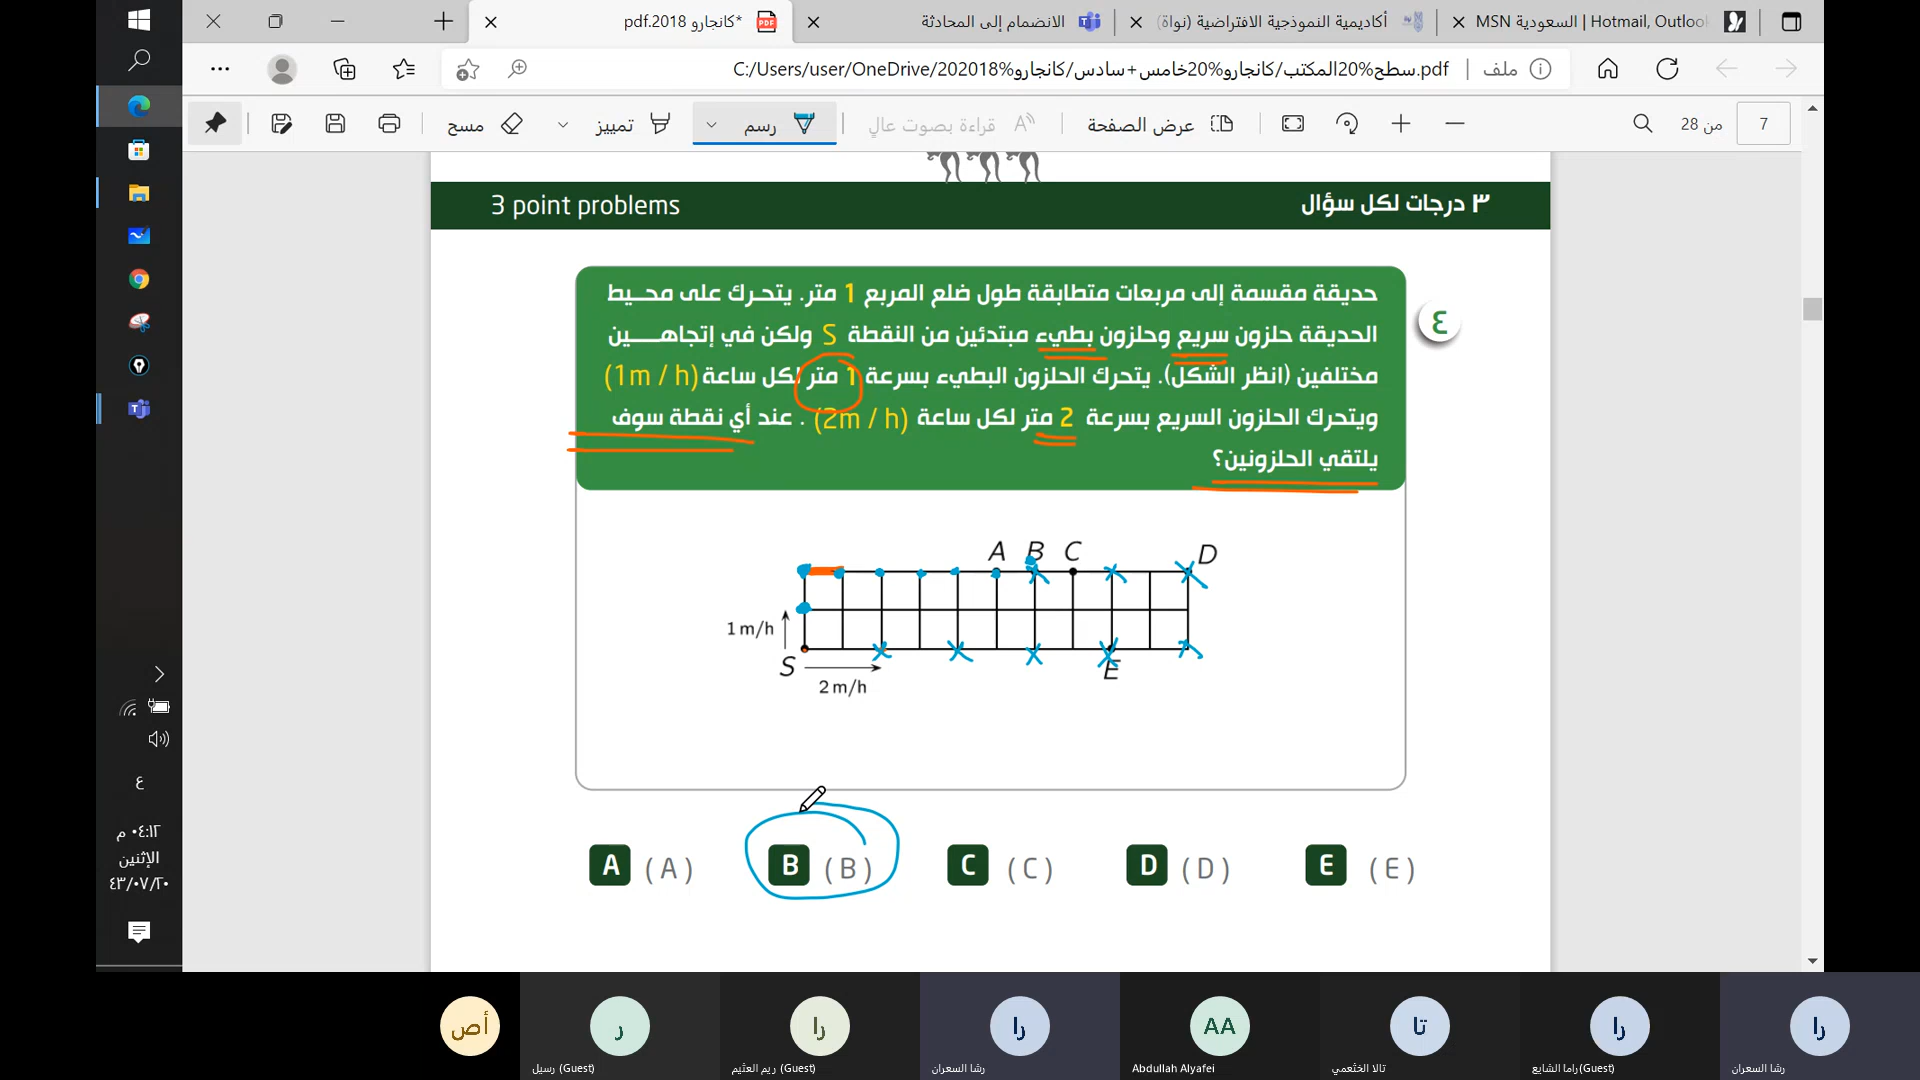 *كانجارو 2018.pdf
الانضمام إلى المحادثة
أكاديمية النموذجية الافتراضية (نواة)
MSN السعودية | Hotmail, Outlo
ملف
C:/Users/user/OneDrive/سطح%20المكتب/كانجارو%20خامس+سادس/كانجارو%202018.pdf
مسح
تمييز
رسم
قراءة بصوت عالٍ
عرض الصفحة
من 28
7
3 point problems
٣ درجات لكل سؤال
٤
حديقة مقسمة إلى مربعات متطابقة طول ضلع المربع 1 متر. يتحرك على محيط
الحديقة حلزون سريع وحلزون بطيء مبتدئين من النقطة S ولكن في إتجاهين
مختلفين (انظر الشكل). يتحرك الحلزون البطيء بسرعة 1 متر لكل ساعة (1m / h)
ويتحرك الحلزون السريع بسرعة 2 متر لكل ساعة (2m / h) . عند أي نقطة سوف
يلتقي الحلزونين؟
A B C D
1 m/h
S
E
2 m/h
A (A) B (B) C (C) D (D) E (E)
ع
٠٤:١٢ م
الإثنين
٤٣/٠٧/٢٠
أص
ر
را
را
AA
تا
را
را
رسيل (Guest)
ريم العثيم (Guest)
رشا السعران
Abdullah Alyafei
تالا الخثعمي
راما الشايع (Guest)
رشا السعران